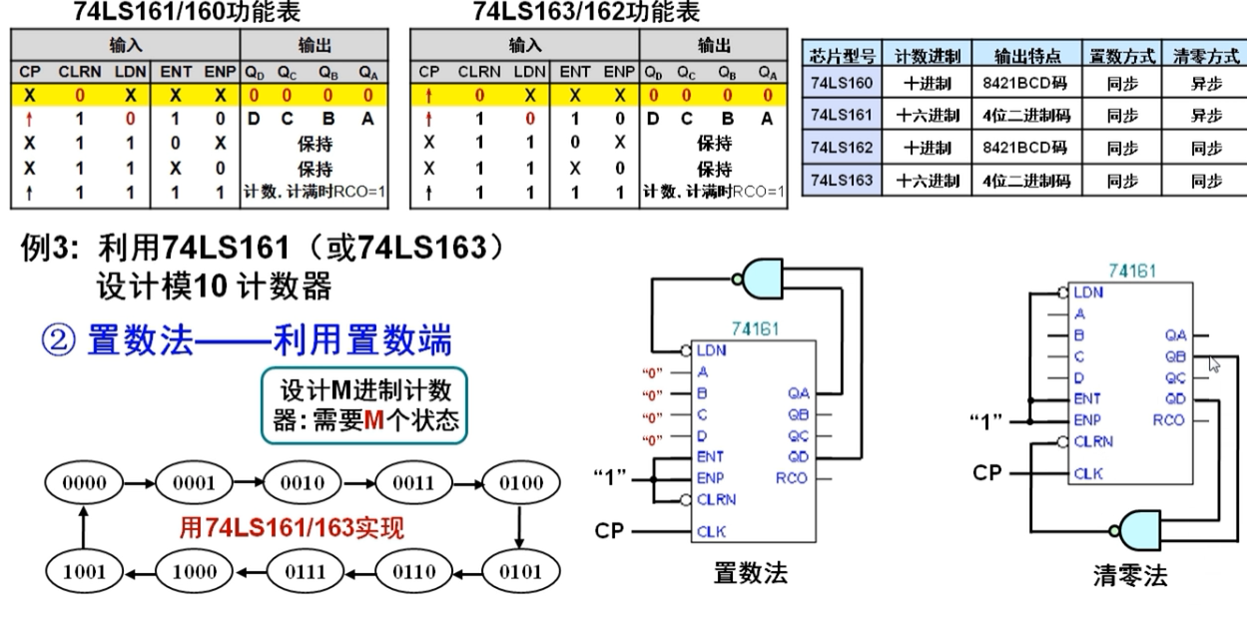 74LS161/160功能表
输入 输出
CP CLRN LDN ENT ENP QD QC QB QA
X 0 X X X 0 0 0 0
↑ 1 0 1 0 D C B A
X 1 1 0 X 保持
X 1 1 X 0 保持
↑ 1 1 1 1 计数,计满时RCO=1
74LS163/162功能表
输入 输出
CP CLRN LDN ENT ENP QD QC QB QA
↑ 0 X X X 0 0 0 0
↑ 1 0 1 0 D C B A
X 1 1 0 X 保持
X 1 1 X 0 保持
↑ 1 1 1 1 计数,计满时RCO=1
芯片型号 计数进制 输出特点 置数方式 清零方式
74LS160 十进制 8421BCD码 同步 异步
74LS161 十六进制 4位二进制码 同步 异步
74LS162 十进制 8421BCD码 同步 同步
74LS163 十六进制 4位二进制码 同步 同步
例3: 利用74LS161（或74LS163）
设计模10 计数器
② 置数法——利用置数端
设计M进制计数
器:需要M个状态
0000 0001 0010 0011 0100
用74LS161/163实现
1001 1000 0111 0110 0101
74161
LDN
“0” A
“0” B QA
“0” C QB
“0” D QC
ENT QD
“1” ENP RCO
CLRN
CP CLK
置数法
74161
LDN
A
B QA
C QB
D QC
ENT QD
“1” ENP RCO
CLRN
CP CLK
清零法